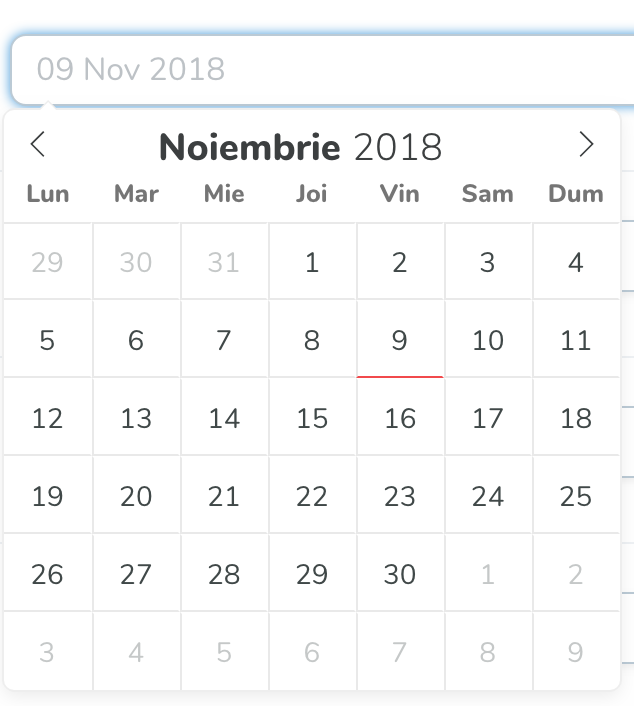 09 Nov 2018
Noiembrie 2018
Lun Mar Mie Joi Vin Sam Dum
29 30 31 1 2 3 4
5 6 7 8 9 10 11
12 13 14 15 16 17 18
19 20 21 22 23 24 25
26 27 28 29 30 1 2
3 4 5 6 7 8 9